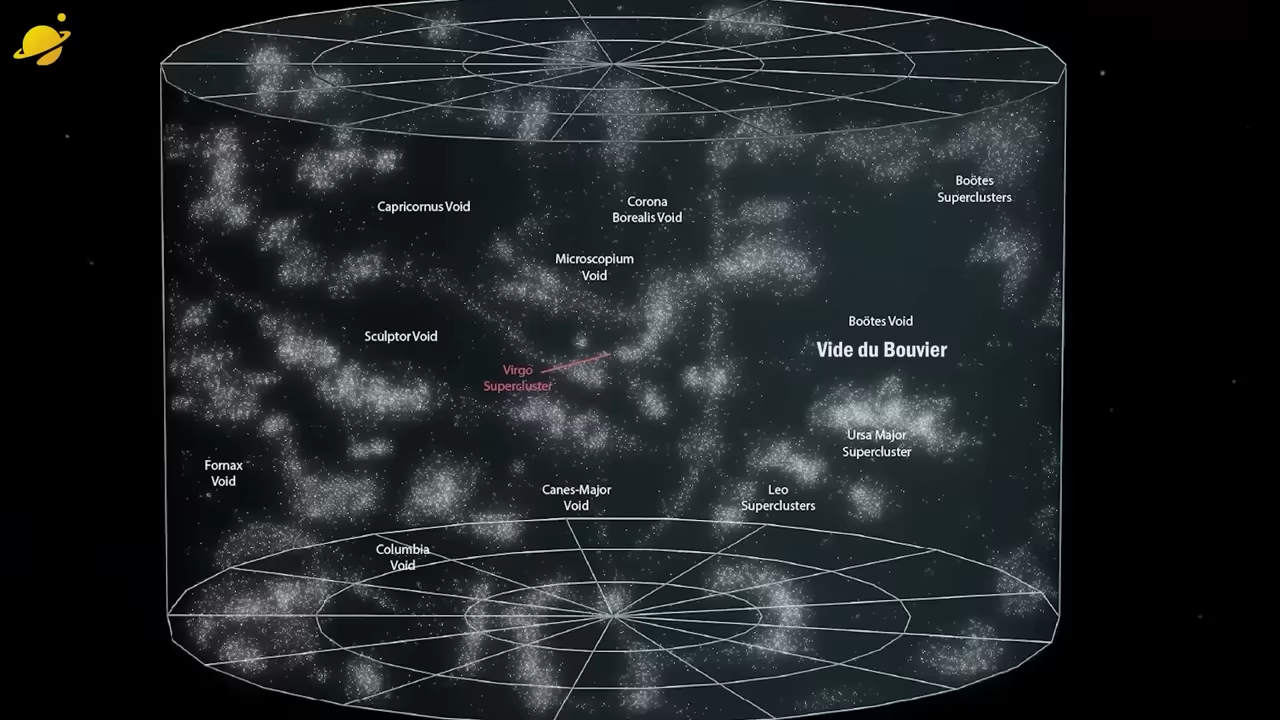 Boötes
Superclusters
Capricornus Void
Corona
Borealis Void
Microscopium
Void
Boötes Void
Sculptor Void
Vide du Bouvier
Virgo
Supercluster
Ursa Major
Supercluster
Fornax
Void
Canes-Major
Void
Leo
Superclusters
Columbia
Void